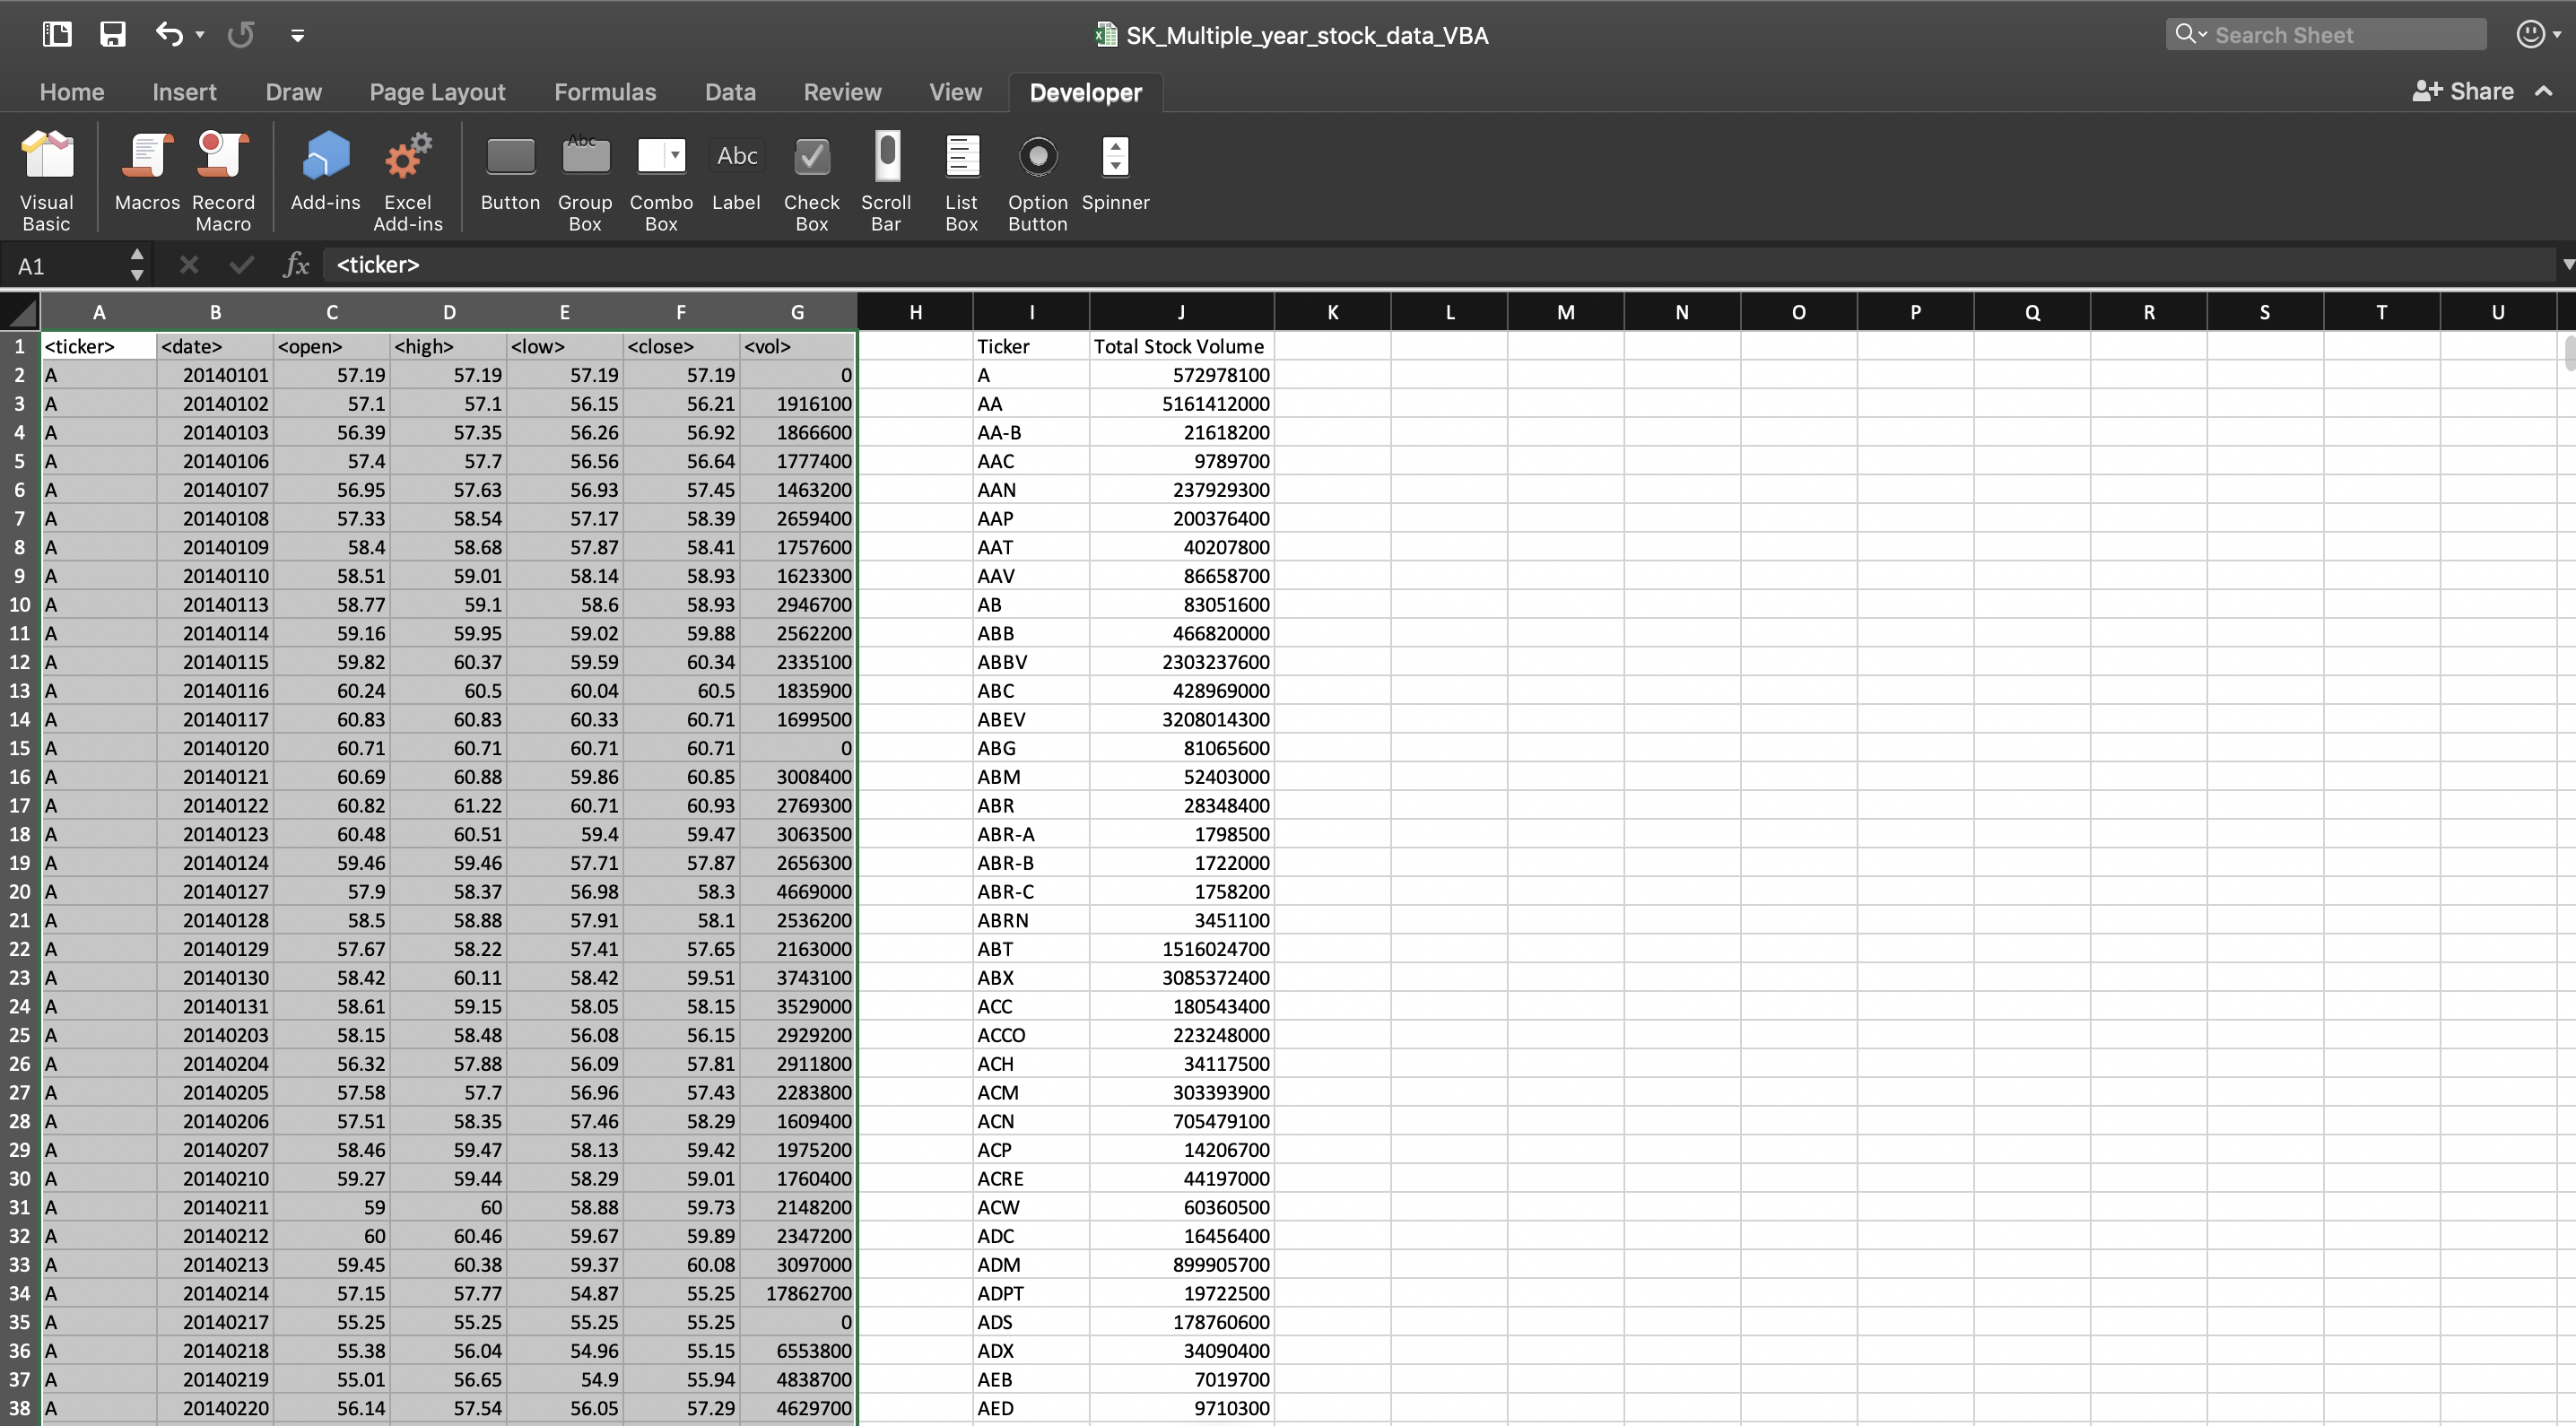 SK_Multiple_year_stock_data_VBA
Search Sheet
Home Insert Draw Page Layout Formulas Data Review View Developer
Share
Abc
Abc
Visual Basic Macros Record Macro Add-ins Excel Add-ins Button Group Box Combo Box Label Check Box Scroll Bar List Box Option Button Spinner
A1 fx <ticker>
A B C D E F G H I J K L M N O P Q R S T U
1 <ticker> <date> <open> <high> <low> <close> <vol> Ticker Total Stock Volume
2 A 20140101 57.19 57.19 57.19 57.19 0 A 572978100
3 A 20140102 57.1 57.1 56.15 56.21 1916100 AA 5161412000
4 A 20140103 56.39 57.35 56.26 56.92 1866600 AA-B 21618200
5 A 20140106 57.4 57.7 56.56 56.64 1777400 AAC 9789700
6 A 20140107 56.95 57.63 56.93 57.45 1463200 AAN 237929300
7 A 20140108 57.33 58.54 57.17 58.39 2659400 AAP 200376400
8 A 20140109 58.4 58.68 57.87 58.41 1757600 AAT 40207800
9 A 20140110 58.51 59.01 58.14 58.93 1623300 AAV 86658700
10 A 20140113 58.77 59.1 58.6 58.93 2946700 AB 83051600
11 A 20140114 59.16 59.95 59.02 59.88 2562200 ABB 466820000
12 A 20140115 59.82 60.37 59.59 60.34 2335100 ABBV 2303237600
13 A 20140116 60.24 60.5 60.04 60.5 1835900 ABC 428969000
14 A 20140117 60.83 60.83 60.33 60.71 1699500 ABEV 3208014300
15 A 20140120 60.71 60.71 60.71 60.71 0 ABG 81065600
16 A 20140121 60.69 60.88 59.86 60.85 3008400 ABM 52403000
17 A 20140122 60.82 61.22 60.71 60.93 2769300 ABR 28348400
18 A 20140123 60.48 60.51 59.4 59.47 3063500 ABR-A 1798500
19 A 20140124 59.46 59.46 57.71 57.87 2656300 ABR-B 1722000
20 A 20140127 57.9 58.37 56.98 58.3 4669000 ABR-C 1758200
21 A 20140128 58.5 58.88 57.91 58.1 2536200 ABRN 3451100
22 A 20140129 57.67 58.22 57.41 57.65 2163000 ABT 1516024700
23 A 20140130 58.42 60.11 58.42 59.51 3743100 ABX 3085372400
24 A 20140131 58.61 59.15 58.05 58.15 3529000 ACC 180543400
25 A 20140203 58.15 58.48 56.08 56.15 2929200 ACCO 223248000
26 A 20140204 56.32 57.88 56.09 57.81 2911800 ACH 34117500
27 A 20140205 57.58 57.7 56.96 57.43 2283800 ACM 303393900
28 A 20140206 57.51 58.35 57.46 58.29 1609400 ACN 705479100
29 A 20140207 58.46 59.47 58.13 59.42 1975200 ACP 14206700
30 A 20140210 59.27 59.44 58.29 59.01 1760400 ACRE 44197000
31 A 20140211 59 60 58.88 59.73 2148200 ACW 60360500
32 A 20140212 60 60.46 59.67 59.89 2347200 ADC 16456400
33 A 20140213 59.45 60.38 59.37 60.08 3097000 ADM 899905700
34 A 20140214 57.15 57.77 54.87 55.25 17862700 ADPT 19722500
35 A 20140217 55.25 55.25 55.25 55.25 0 ADS 178760600
36 A 20140218 55.38 56.04 54.96 55.15 6553800 ADX 34090400
37 A 20140219 55.01 56.65 54.9 55.94 4838700 AEB 7019700
38 A 20140220 56.14 57.54 56.05 57.29 4629700 AED 9710300